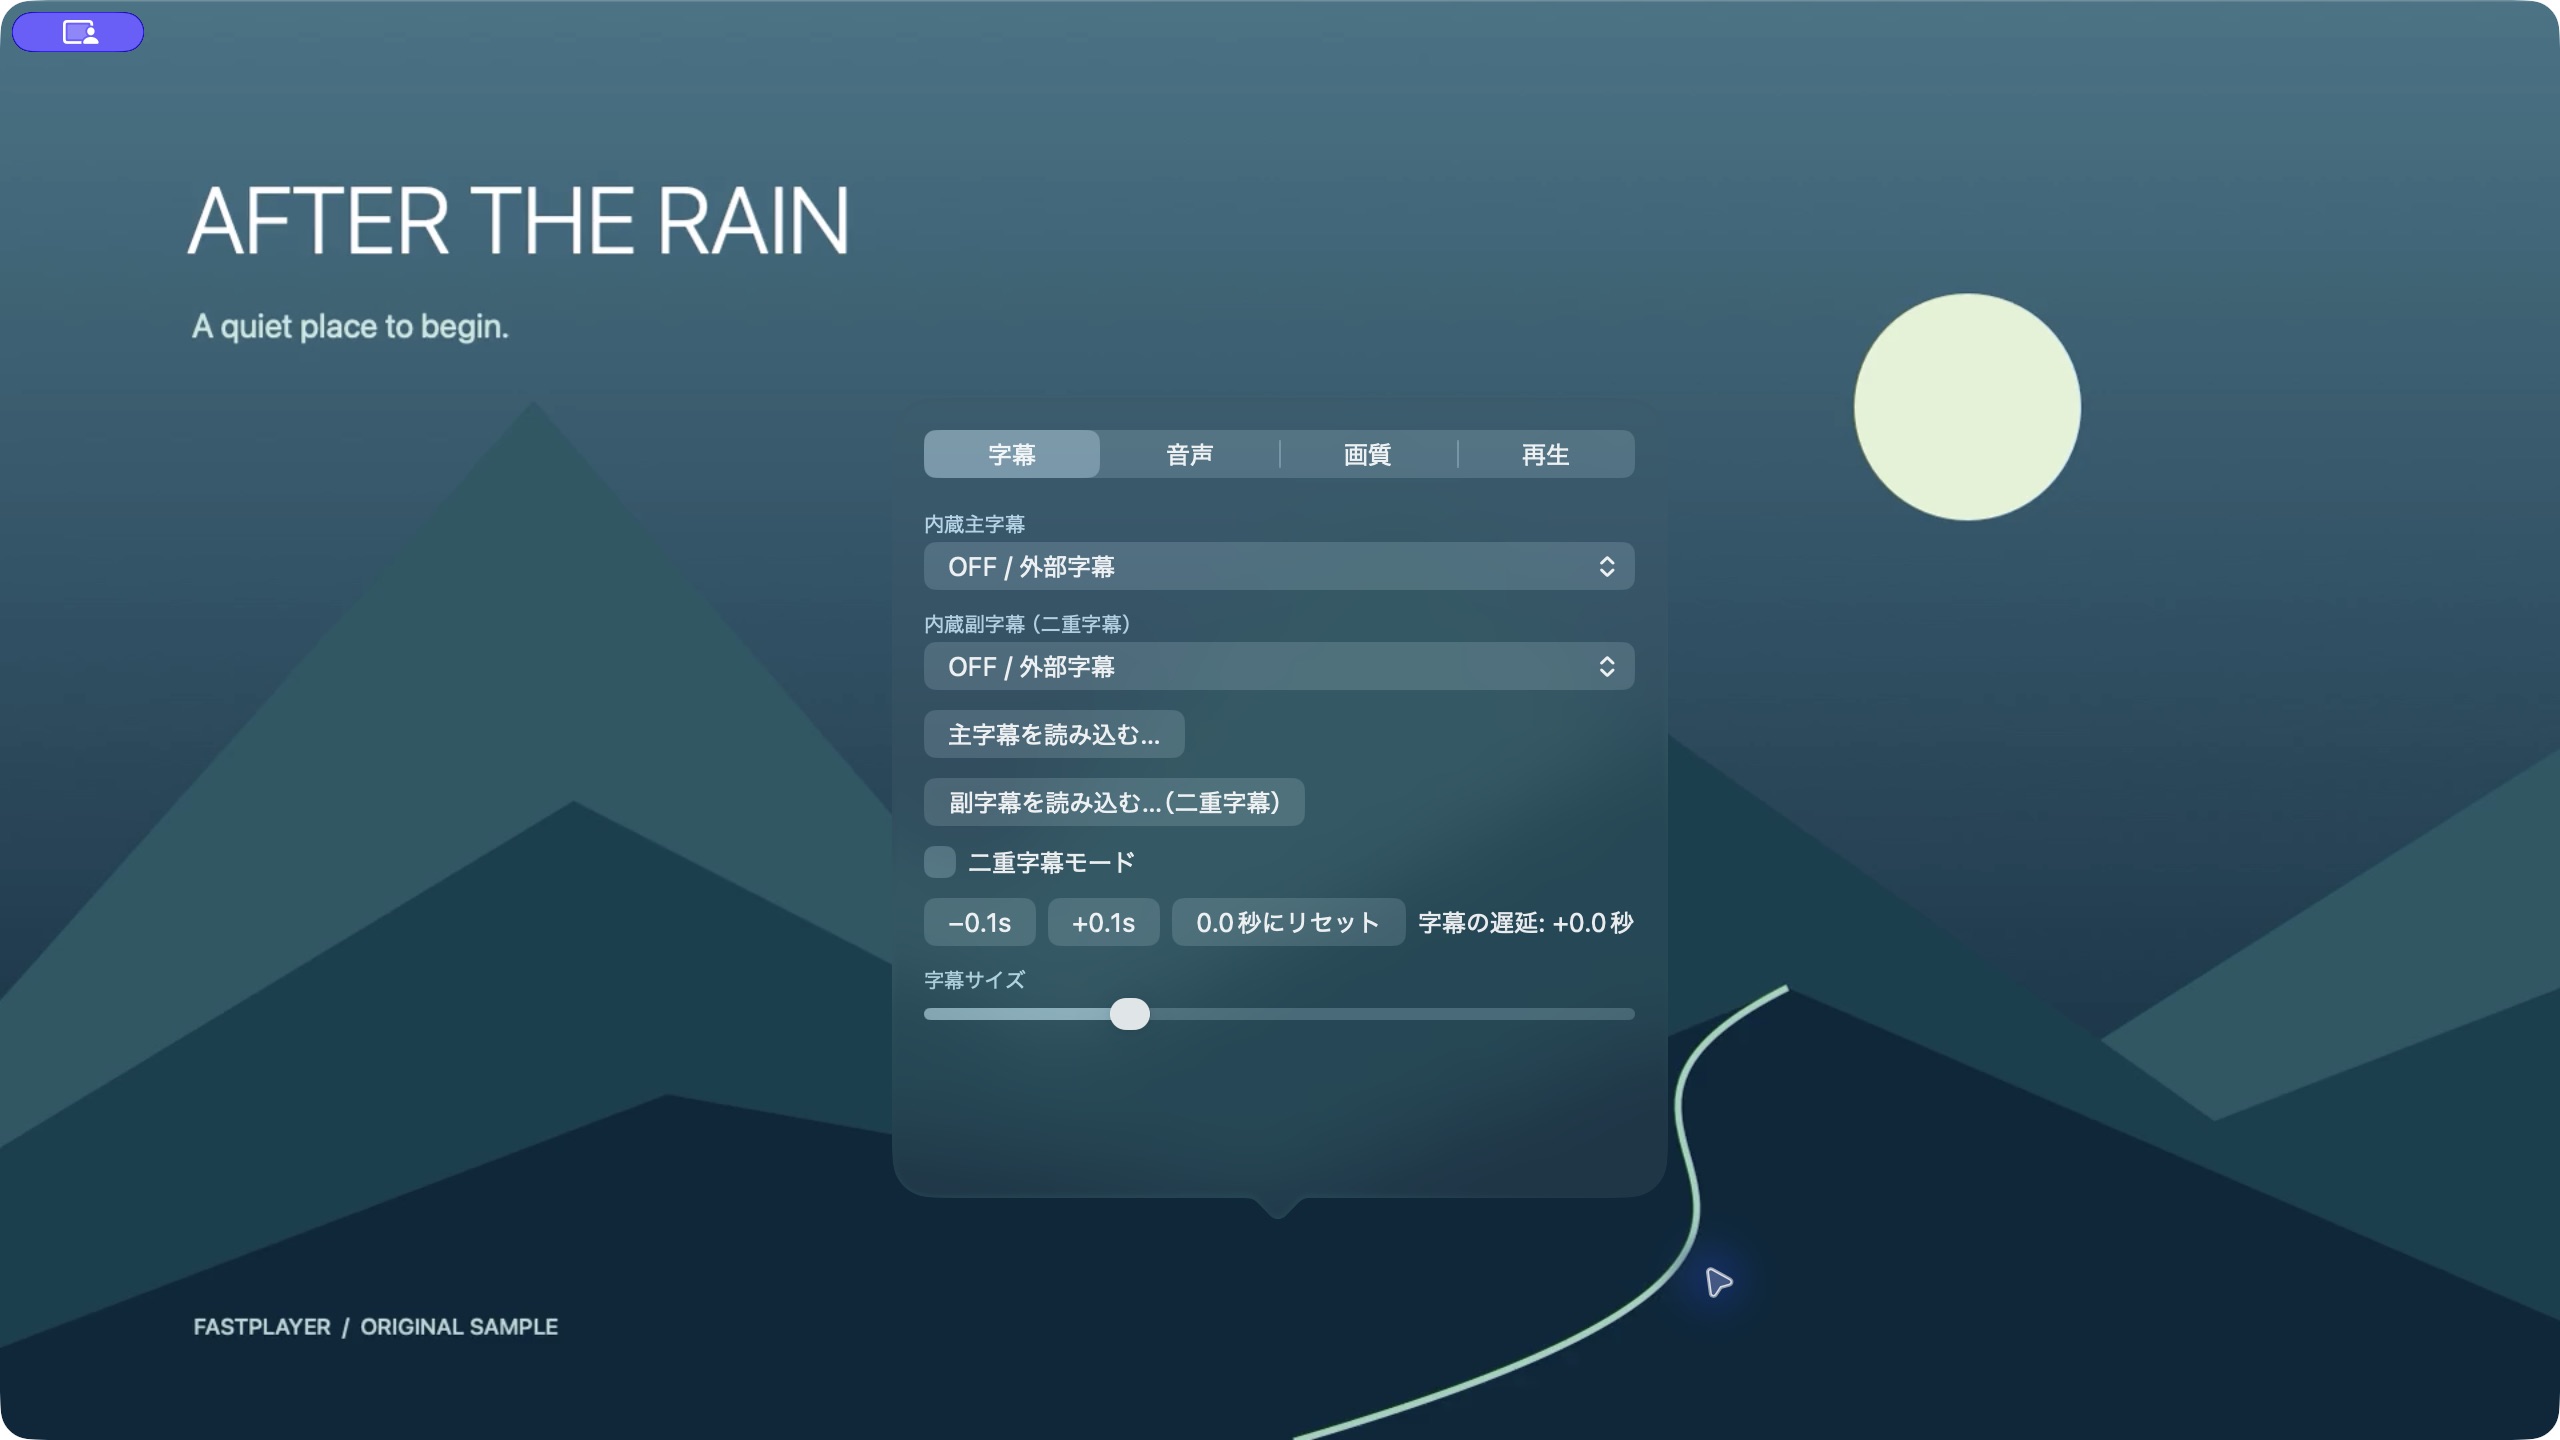 AFTER THE RAIN
A quiet place to begin.
字幕 音声 画質 再生
内蔵主字幕
OFF / 外部字幕
内蔵副字幕（二重字幕）
OFF / 外部字幕
主字幕を読み込む...
副字幕を読み込む...（二重字幕）
二重字幕モード
−0.1s +0.1s 0.0秒にリセット 字幕の遅延: +0.0秒
字幕サイズ
FASTPLAYER / ORIGINAL SAMPLE